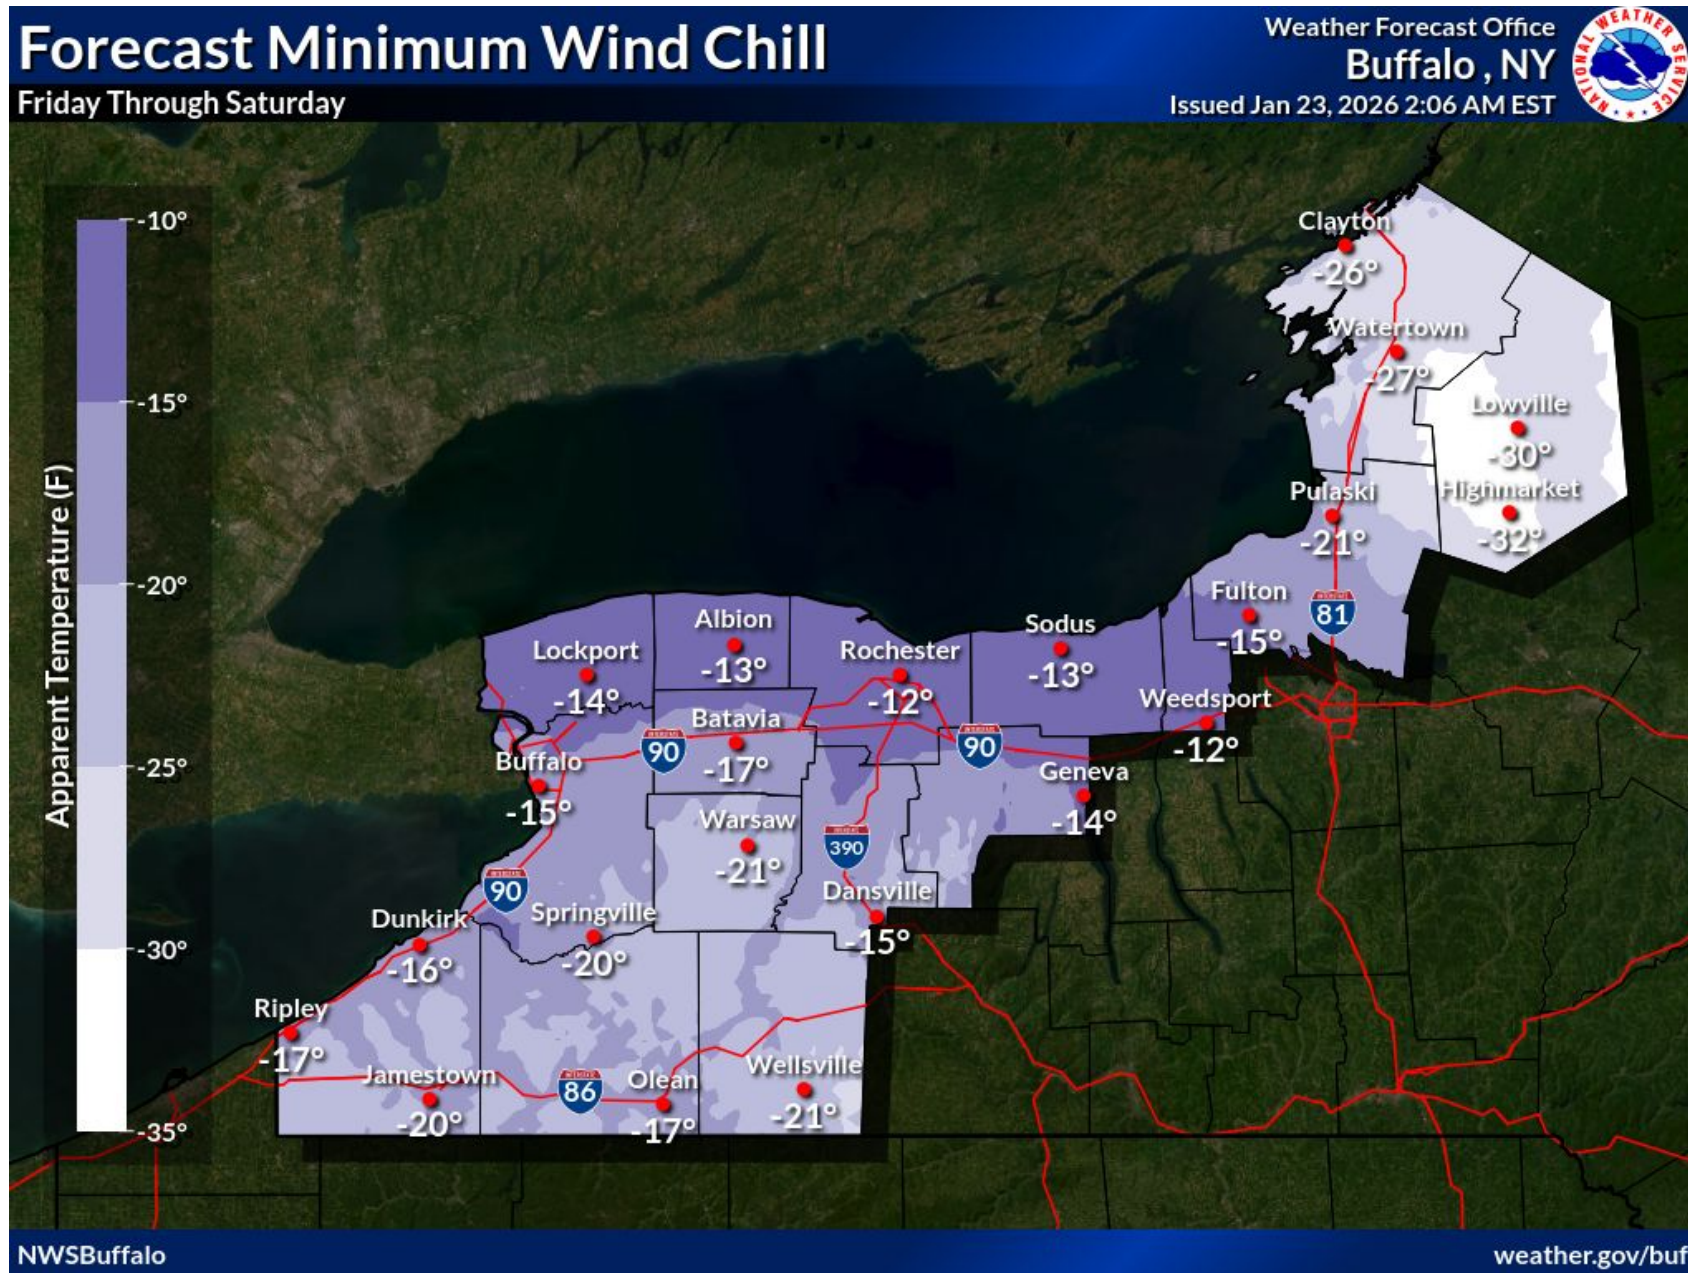 Forecast Minimum Wind Chill
Friday Through Saturday
Weather Forecast Office
Buffalo , NY
Issued Jan 23, 2026 2:06 AM EST
NATIONAL WEATHER SERVICE
Apparent Temperature (F)
-10°
-15°
-20°
-25°
-30°
-35°
Clayton
-26°
Watertown
-27°
Lowville
-30°
Highmarket
-32°
Pulaski
-21°
Fulton
-15°
81
Albion
-13°
Sodus
-13°
Lockport
-14°
Rochester
-12°
Weedsport
-12°
Batavia
-17°
90
90
Buffalo
-15°
Geneva
-14°
Warsaw
-21°
390
90
Dansville
-15°
Dunkirk
-16°
Springville
-20°
Ripley
-17°
Jamestown
-20°
86
Olean
-17°
Wellsville
-21°
NWSBuffalo
weather.gov/buf